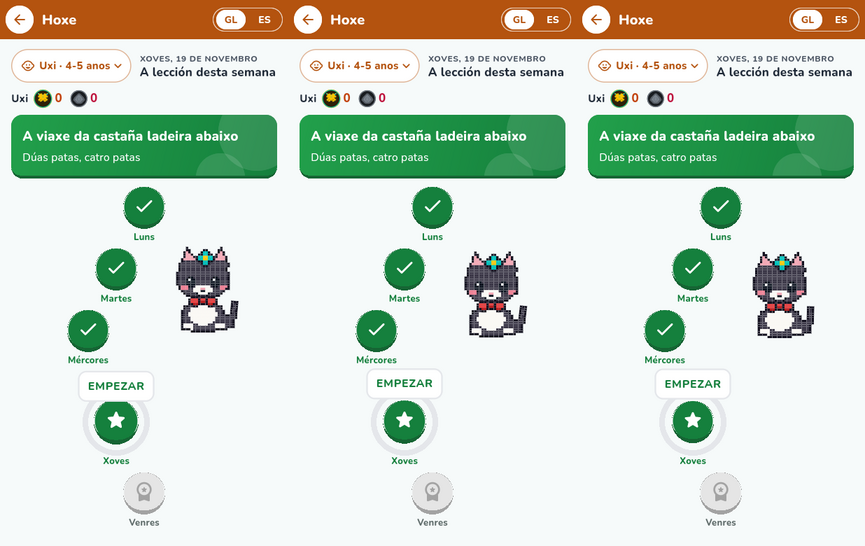 Hoxe
GL ES
Uxi · 4-5 anos
XOVES, 19 DE NOVEMBRO
A lección desta semana
Uxi 0 0
A viaxe da castaña ladeira abaixo
Dúas patas, catro patas
Luns
Martes
Mércores
EMPEZAR
Xoves
Venres
Hoxe
GL ES
Uxi · 4-5 anos
XOVES, 19 DE NOVEMBRO
A lección desta semana
Uxi 0 0
A viaxe da castaña ladeira abaixo
Dúas patas, catro patas
Luns
Martes
Mércores
EMPEZAR
Xoves
Venres
Hoxe
GL ES
Uxi · 4-5 anos
XOVES, 19 DE NOVEMBRO
A lección desta semana
Uxi 0 0
A viaxe da castaña ladeira abaixo
Dúas patas, catro patas
Luns
Martes
Mércores
EMPEZAR
Xoves
Venres